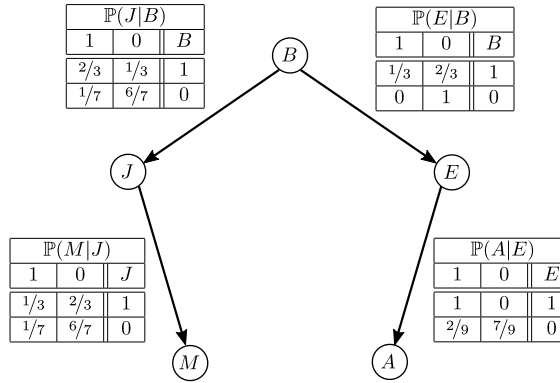 ℙ(J|B)
1 0 B
2/3 1/3 1
1/7 6/7 0
ℙ(E|B)
1 0 B
1/3 2/3 1
0 1 0
B
J
E
ℙ(M|J)
1 0 J
1/3 2/3 1
1/7 6/7 0
ℙ(A|E)
1 0 E
1 0 1
2/9 7/9 0
M
A